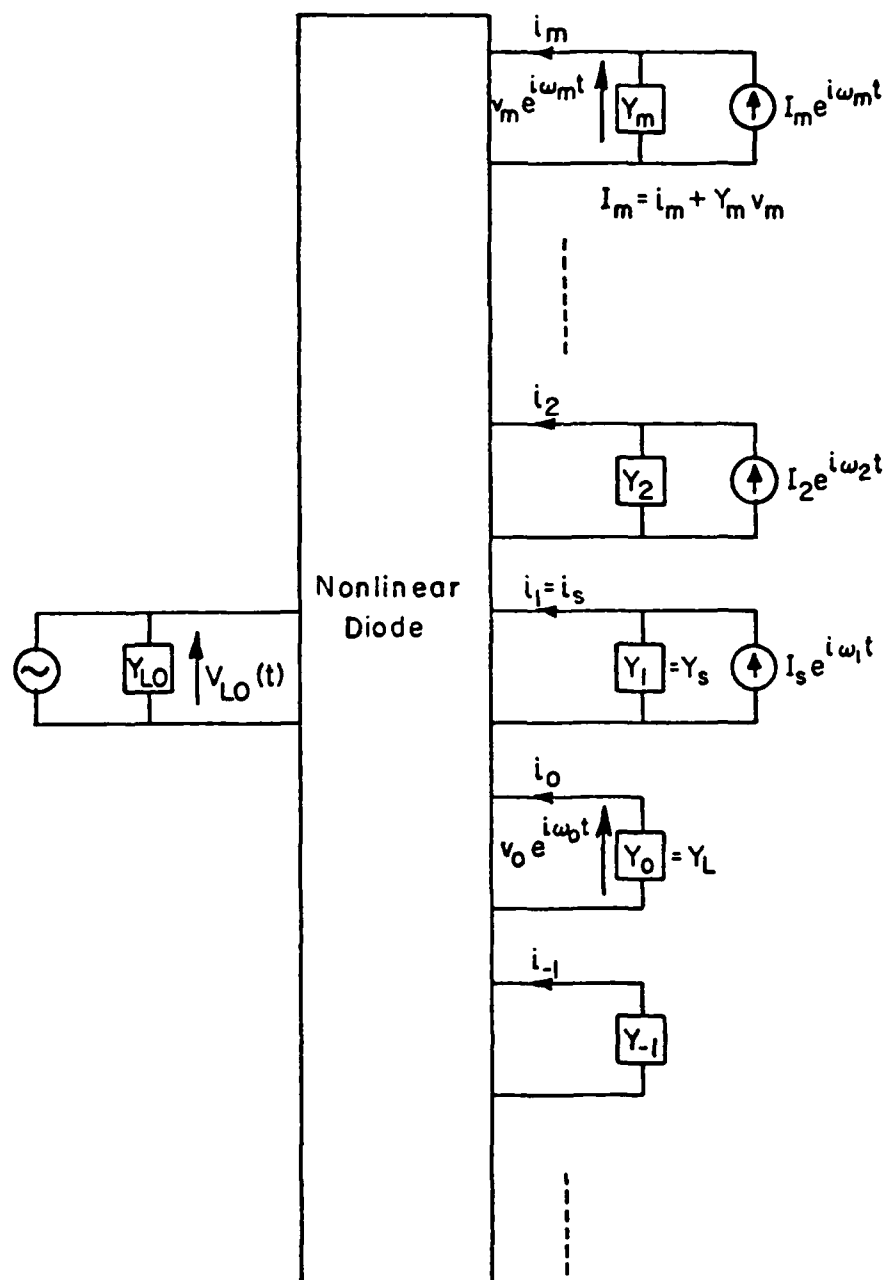 i_m
v_m e^{iω_m t}
Y_m
I_m e^{iω_m t}
I_m = i_m + Y_m v_m
i_2
Y_2
I_2 e^{iω_2 t}
Nonlinear
Diode
i_1 = i_s
Y_1 = Y_s
I_s e^{iω_1 t}
Y_LO
V_LO (t)
i_0
v_0 e^{iω_0 t}
Y_0 = Y_L
i_{-1}
Y_{-1}